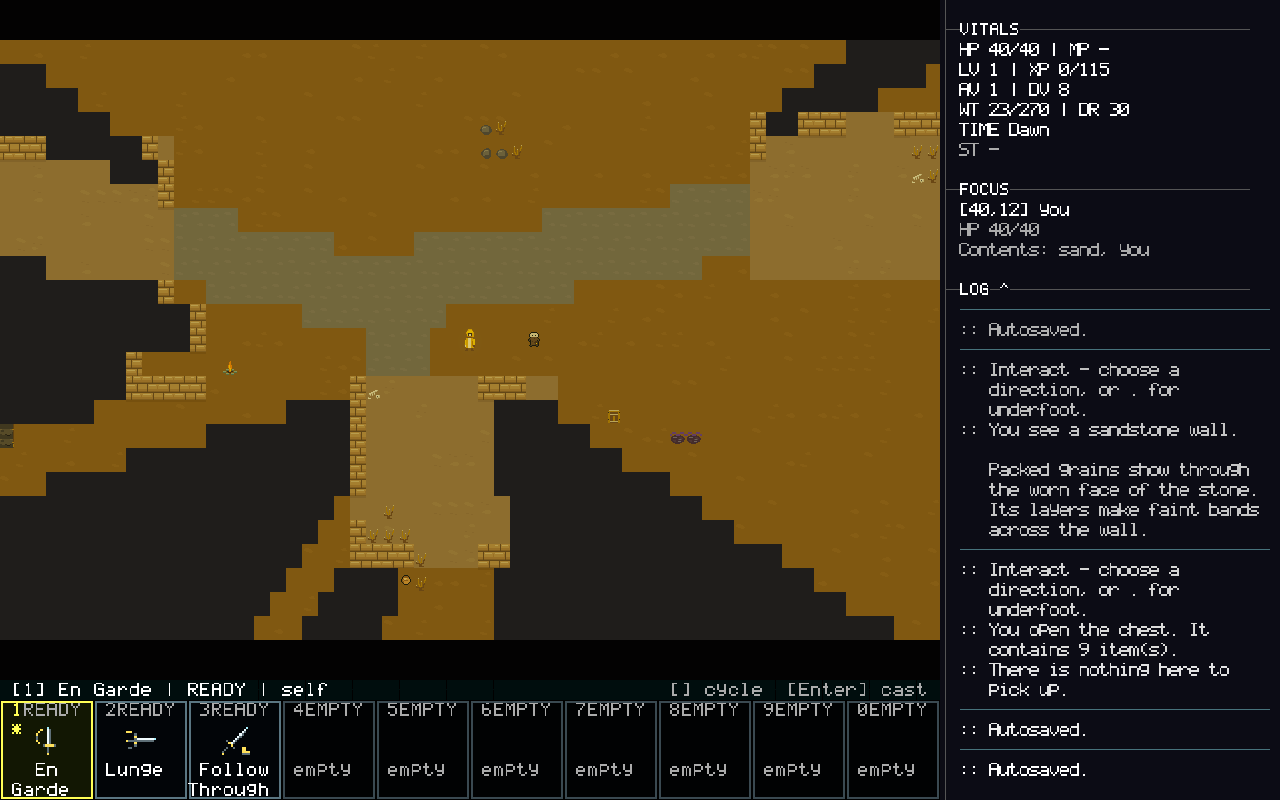 VITALS
HP 40/40 | MP -
LV 1 | XP 0/115
AV 1 | DV 8
WT 23/270 | DR 30
TIME Dawn
ST -
FOCUS
[40,12] You
HP 40/40
Contents: sand, You
LOG ^
:: Autosaved.
:: Interact - choose a
direction, or . for
underfoot.
:: You see a sandstone wall.
Packed grains show through
the worn face of the stone.
Its layers make faint bands
across the wall.
:: Interact - choose a
direction, or . for
underfoot.
:: You open the chest. It
contains 9 item(s).
:: There is nothing here to
Pick up.
:: Autosaved.
:: Autosaved.
[1] En Garde | READY | self
[] cycle [Enter] cast
1READY 2READY 3READY 4EMPTY 5EMPTY 6EMPTY 7EMPTY 8EMPTY 9EMPTY 0EMPTY
*
En Garde
Lunge
Follow Through
empty empty empty empty empty empty empty